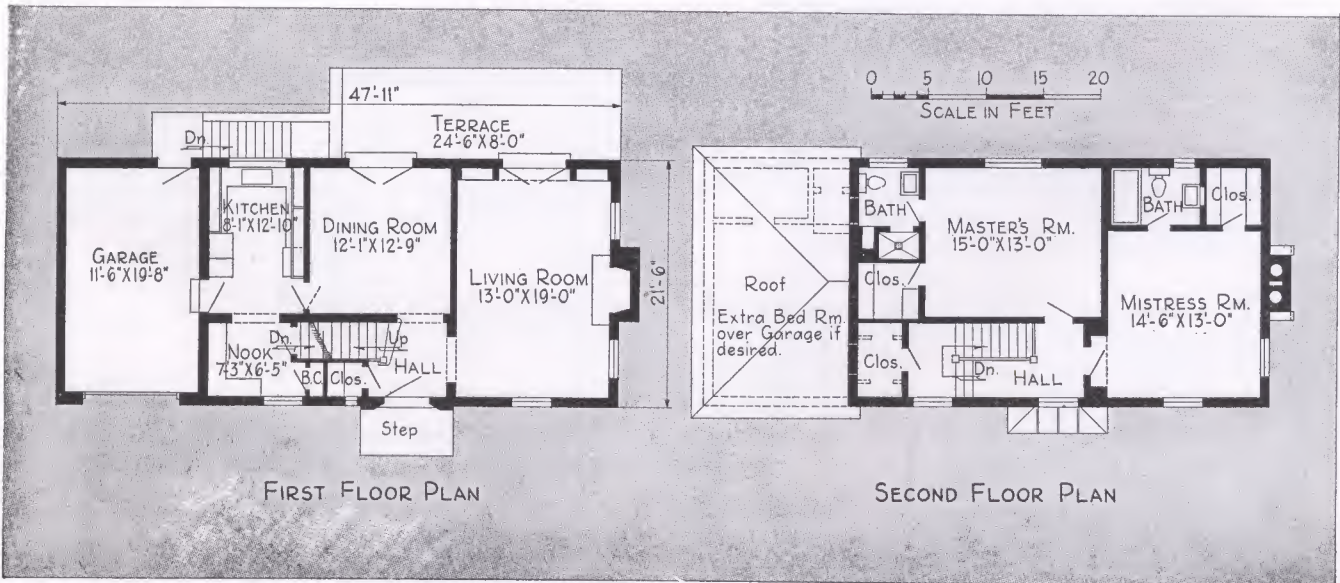 47'-11"
TERRACE
24'-6"X8'-0"
Dn.
KITCHEN
8'-1"X12'-10"
DINING ROOM
12'-1"X12'-9"
GARAGE
11'-6"X19'-8"
LIVING ROOM
13'-0"X19'-0"
21'-6"
NOOK
7'-3"X6'-5"
Dn.
Up
B.C.
Clos.
HALL
Step
FIRST FLOOR PLAN
0 5 10 15 20
SCALE IN FEET
BATH
MASTER'S RM.
15'-0"X13'-0"
BATH
Clos.
Roof
Extra Bed Rm.
over Garage if
desired.
Clos.
MISTRESS RM.
14'-6"X13'-0"
Clos.
Dn.
HALL
SECOND FLOOR PLAN